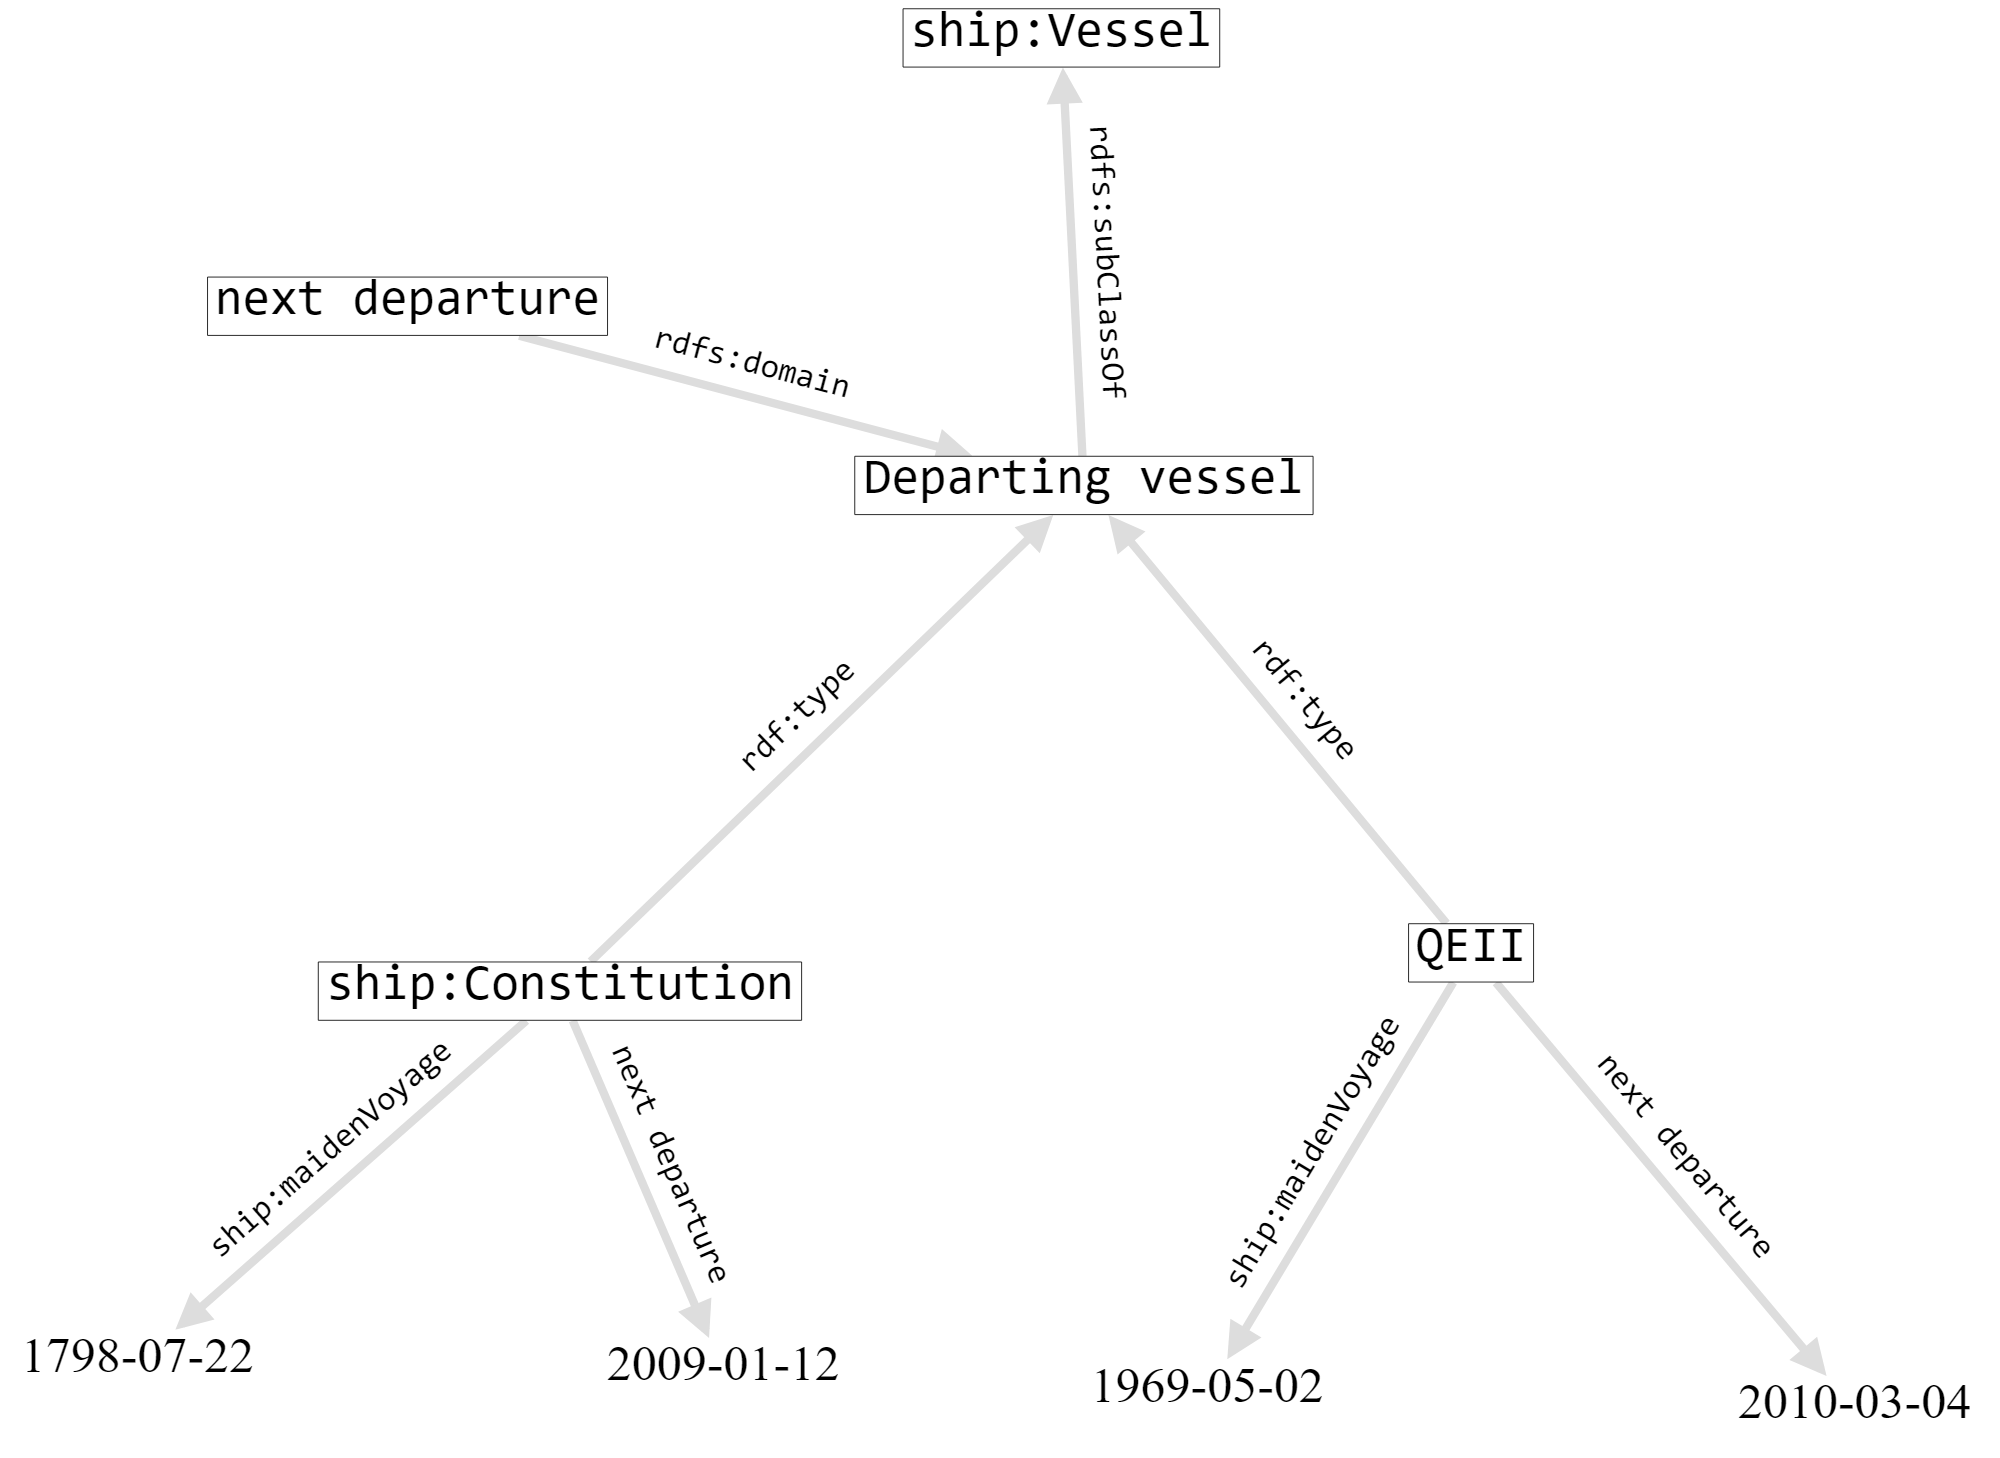 ship:Vessel
rdfs:subClassOf
next departure
rdfs:domain
Departing vessel
rdf:type
rdf:type
ship:Constitution
QEII
ship:maidenVoyage
next departure
ship:maidenVoyage
next departure
1798-07-22
2009-01-12
1969-05-02
2010-03-04